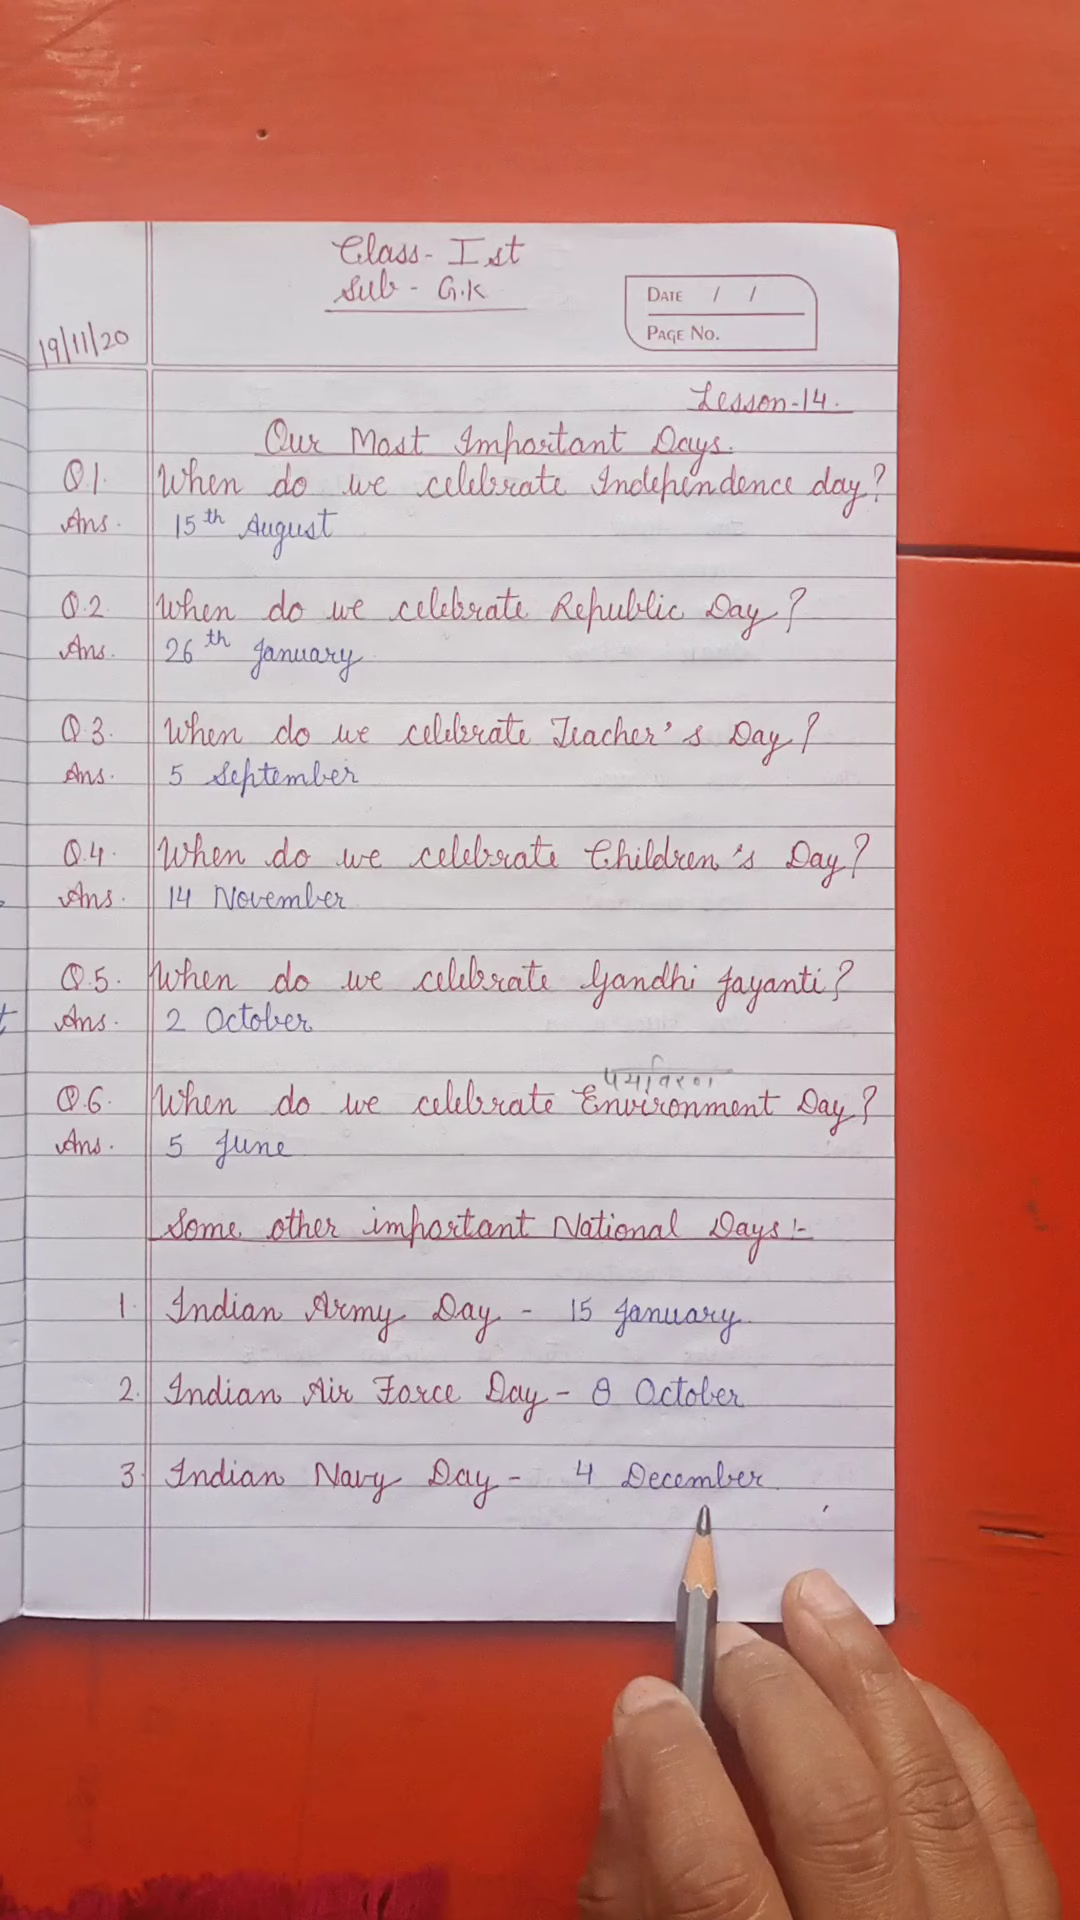 Class- Ist
Sub - G.K
DATE / /
PAGE NO.
19/11/20
Lesson-14.
Our Most Important Days.
Q1. When do we celebrate Independence day?
Ans. 15th August
Q.2. When do we celebrate Republic Day?
Ans. 26th January
Q.3. When do we celebrate Teacher's Day?
Ans. 5 September
Q.4. When do we celebrate Children's Day?
Ans. 14 November
Q.5. When do we celebrate Gandhi Jayanti?
Ans. 2 October
पर्यावरण
Q.6. When do we celebrate Environment Day?
Ans. 5 June
Some other important National Days:-
1. Indian Army Day - 15 January
2. Indian Air Force Day - 8 October
3. Indian Navy Day - 4 December